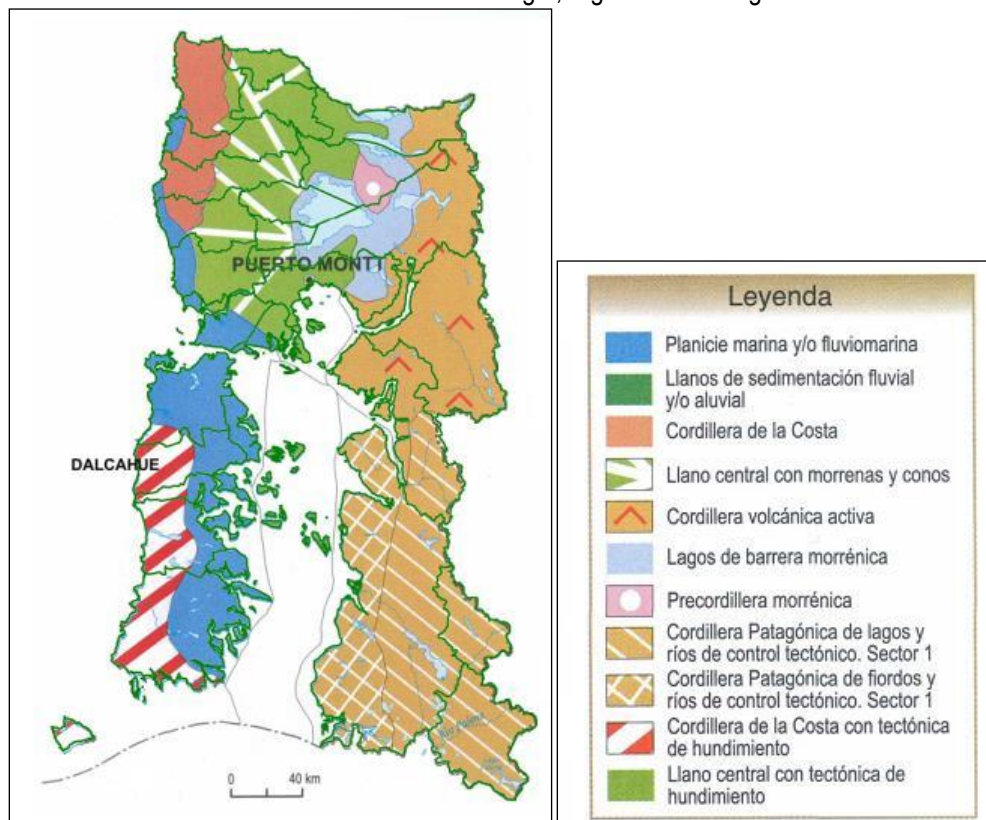 PUERTO MONTT
DALCAHUE
0 40 km
Leyenda
Planicie marina y/o fluviomarina
Llanos de sedimentación fluvial
y/o aluvial
Cordillera de la Costa
Llano central con morrenas y conos
Cordillera volcánica activa
Lagos de barrera morrénica
Precordillera morrénica
Cordillera Patagónica de lagos y
ríos de control tectónico. Sector 1
Cordillera Patagónica de fiordos y
ríos de control tectónico. Sector 1
Cordillera de la Costa con tectónica
de hundimiento
Llano central con tectónica de
hundimiento